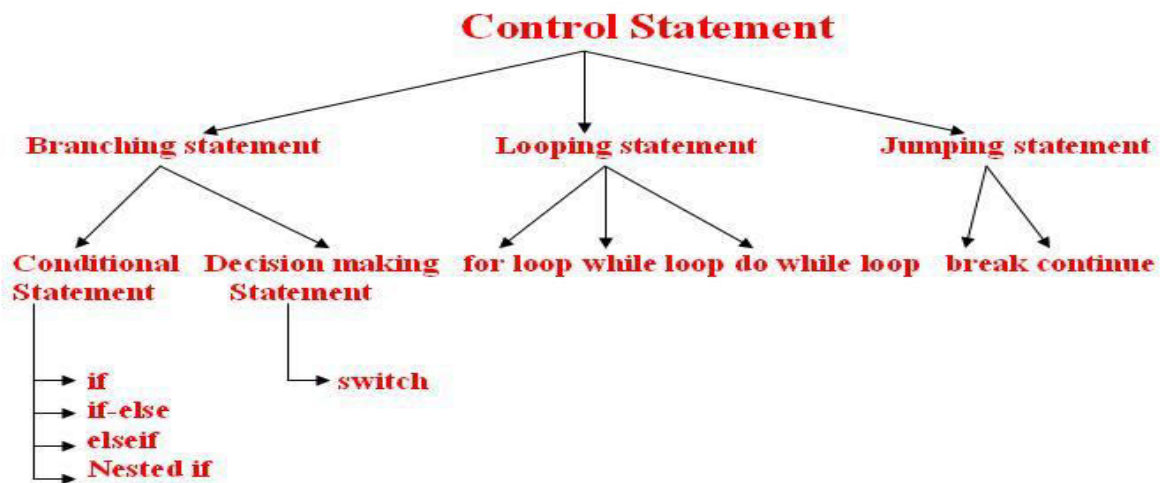 Control Statement
Branching statement
Looping statement
Jumping statement
Conditional
Statement
Decision making
Statement
for loop while loop do while loop
break continue
if
if-else
elseif
Nested if
switch